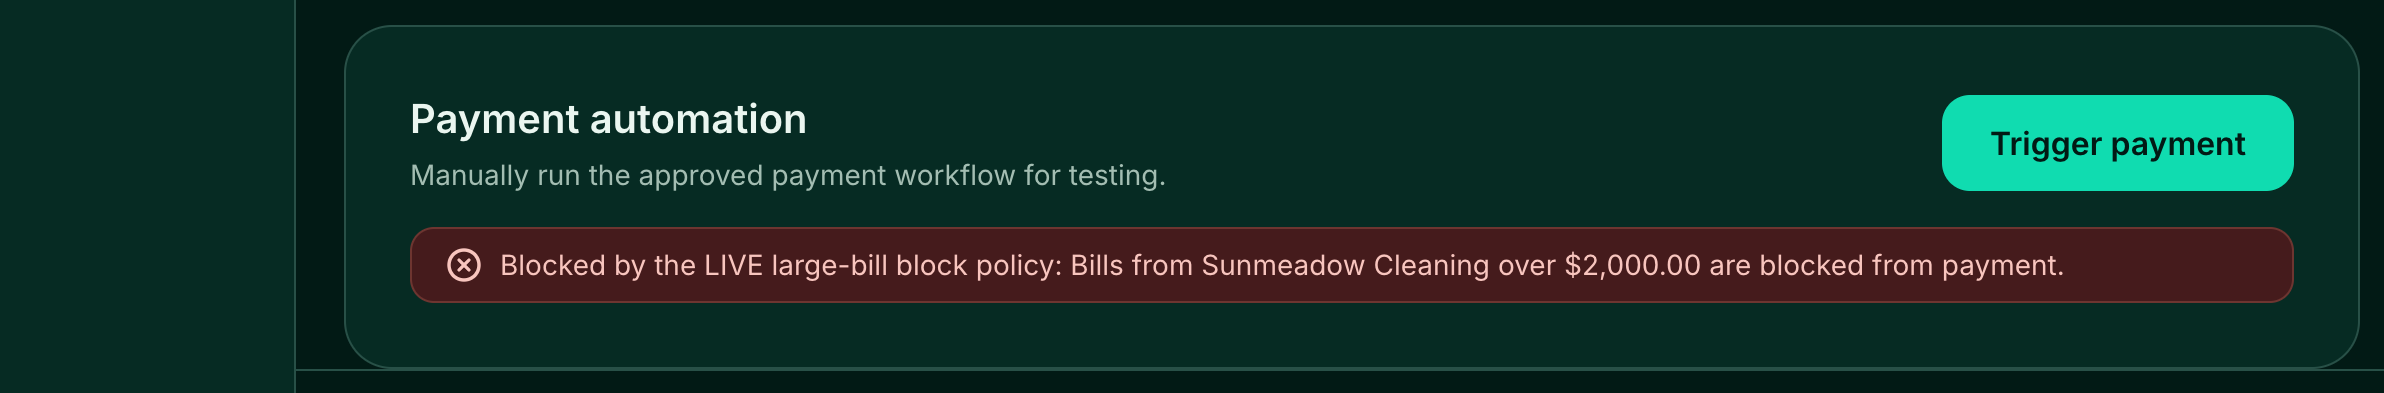 Payment automation
Trigger payment
Manually run the approved payment workflow for testing.
Blocked by the LIVE large-bill block policy: Bills from Sunmeadow Cleaning over $2,000.00 are blocked from payment.